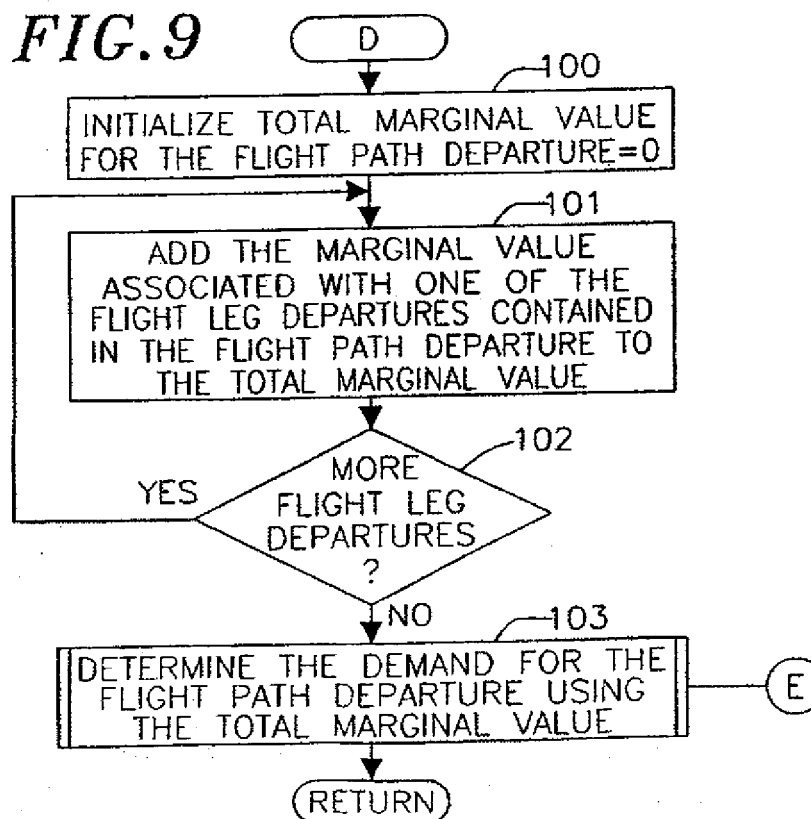 FIG.9
D
100
INITIALIZE TOTAL MARGINAL VALUE
FOR THE FLIGHT PATH DEPARTURE=0
101
ADD THE MARGINAL VALUE
ASSOCIATED WITH ONE OF THE
FLIGHT LEG DEPARTURES CONTAINED
IN THE FLIGHT PATH DEPARTURE TO
THE TOTAL MARGINAL VALUE
102
MORE
FLIGHT LEG
DEPARTURES
?
YES
NO
103
DETERMINE THE DEMAND FOR THE
FLIGHT PATH DEPARTURE USING
THE TOTAL MARGINAL VALUE
E
RETURN